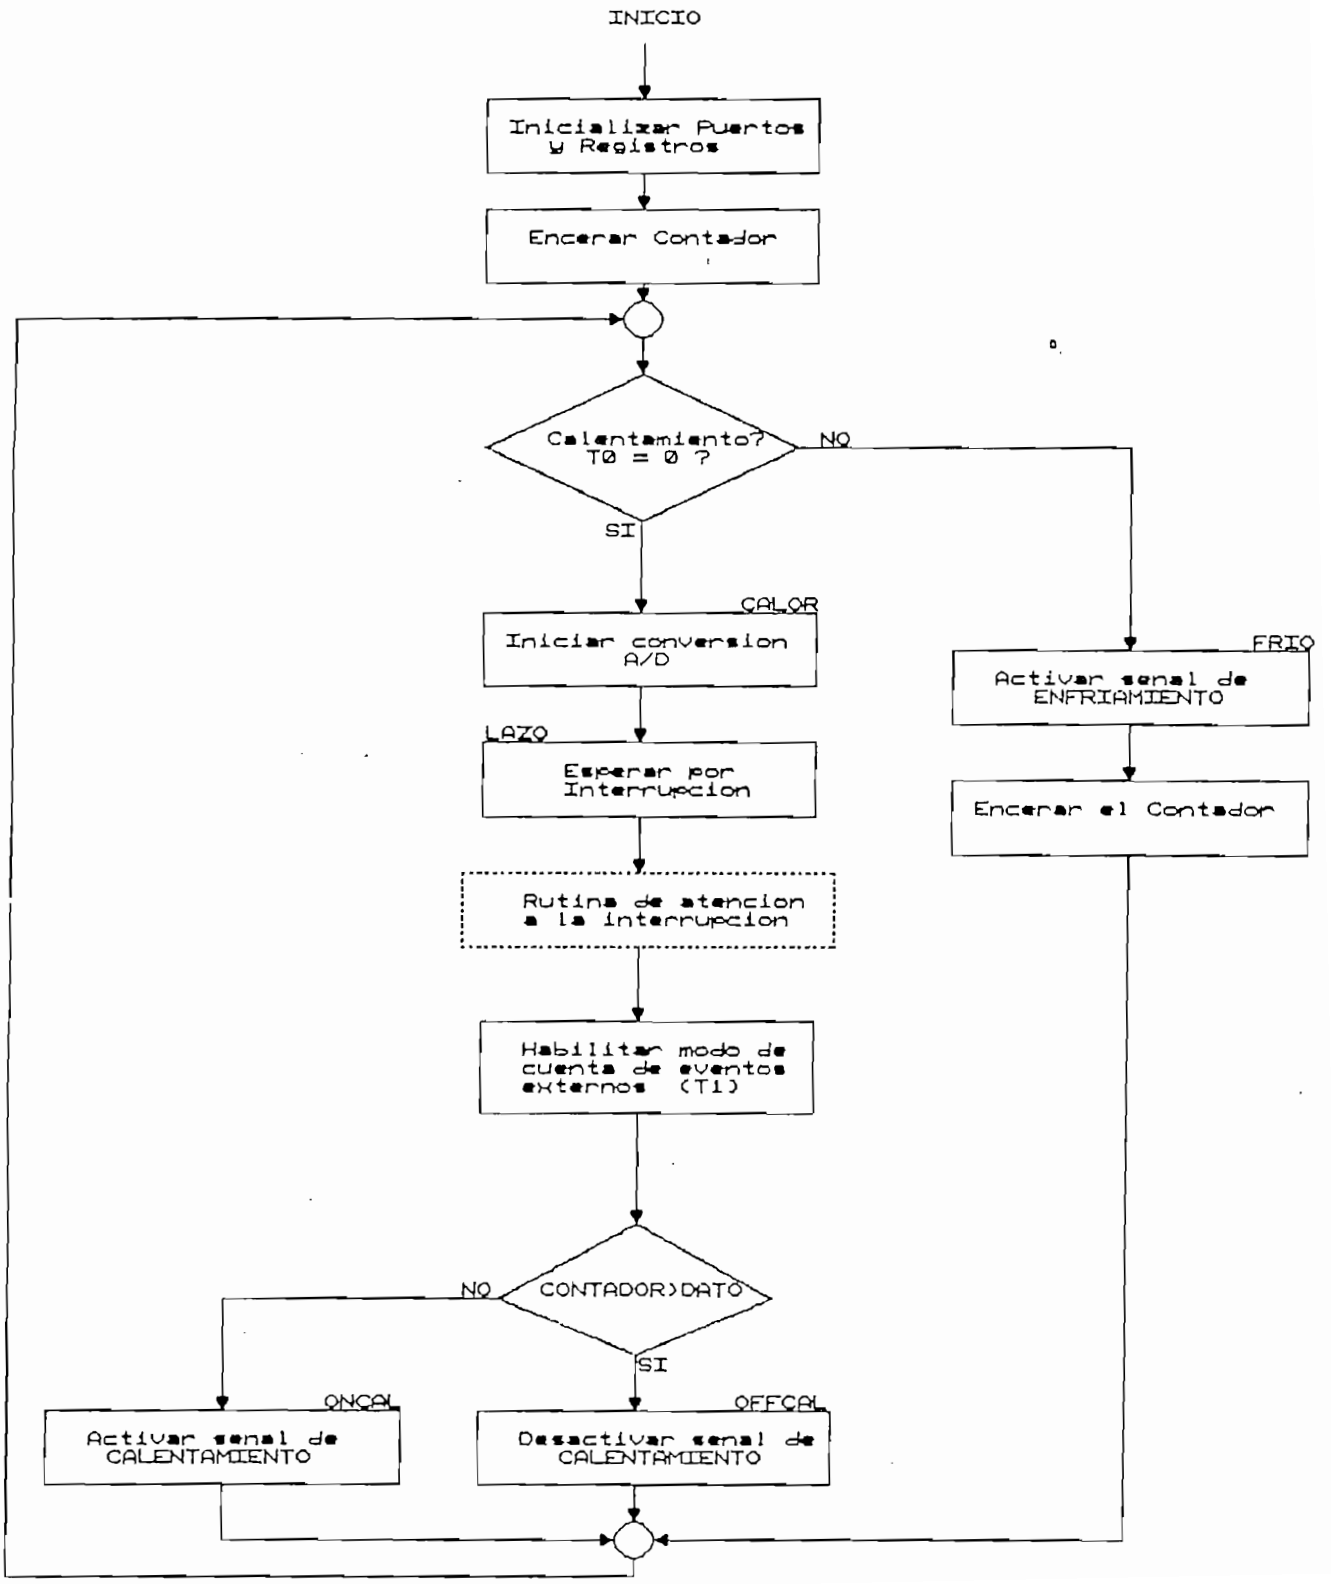 INICIO
Inicializar Puertos
y Registros
Encerar Contador
Calentamiento?
T0 = 0 ?
NO
SI
CALOR
Iniciar conversion
A/D
FRIO
Activar senal de
ENFRIAMIENTO
LAZO
Esperar por
Interrupcion
Encerar el Contador
Rutina de atencion
a la interrupcion
Habilitar modo de
cuenta de eventos
externos (T1)
NO
CONTADOR>DATO
SI
ONCAL
Activar senal de
CALENTAMIENTO
OFFCAL
Desactivar senal de
CALENTAMIENTO